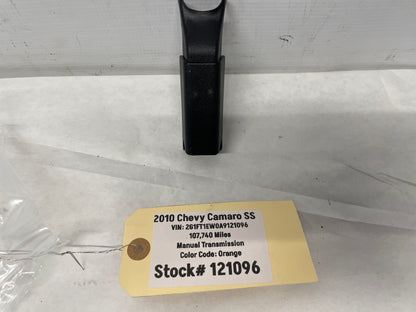 2010 Chevy Camaro SS
VIN: 2G1FT1EW0A9121096
107,740 Miles
Manual Transmission
Color Code: Orange
Stock# 121096